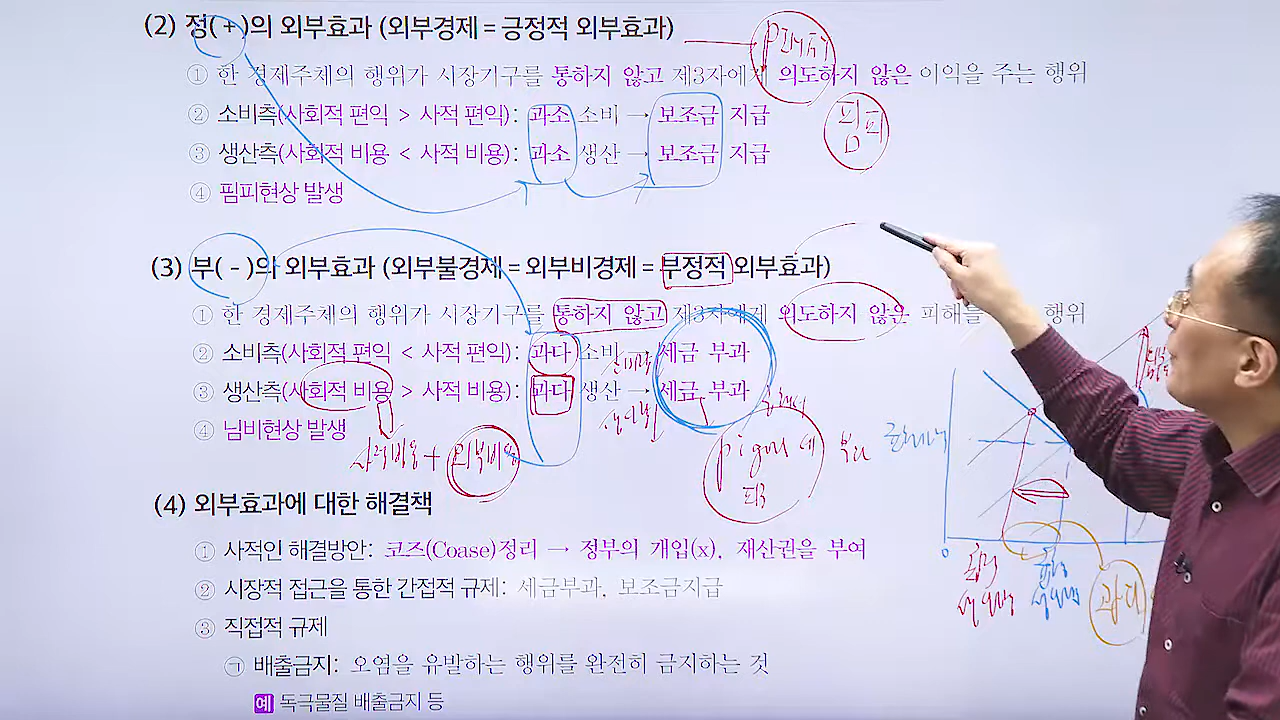 (2) 정( + )의 외부효과 (외부경제 = 긍정적 외부효과)
PIMFY
① 한 경제주체의 행위가 시장기구를 통하지 않고 제3자에게 의도하지 않은 이익을 주는 행위
② 소비측(사회적 편익 > 사적 편익): 과소 소비 → 보조금 지급
핌피
③ 생산측(사회적 비용 < 사적 비용): 과소 생산 → 보조금 지급
④ 핌피현상 발생
(3) 부( - )의 외부효과 (외부불경제 = 외부비경제 = 부정적 외부효과)
① 한 경제주체의 행위가 시장기구를 통하지 않고 제3자에게 의도하지 않은 피해를 행위
② 소비측(사회적 편익 < 사적 편익): 과다 소비 → 세금 부과
③ 생산측(사회적 비용 > 사적 비용): 과다 생산 → 세금 부과
④ 님비현상 발생
사적비용 + 외부비용
pigou세
0
과다
(4) 외부효과에 대한 해결책
① 사적인 해결방안: 코즈(Coase)정리 → 정부의 개입(x), 재산권을 부여
② 시장적 접근을 통한 간접적 규제: 세금부과, 보조금지급
③ 직접적 규제
㉠ 배출금지: 오염을 유발하는 행위를 완전히 금지하는 것
예 독극물질 배출금지 등